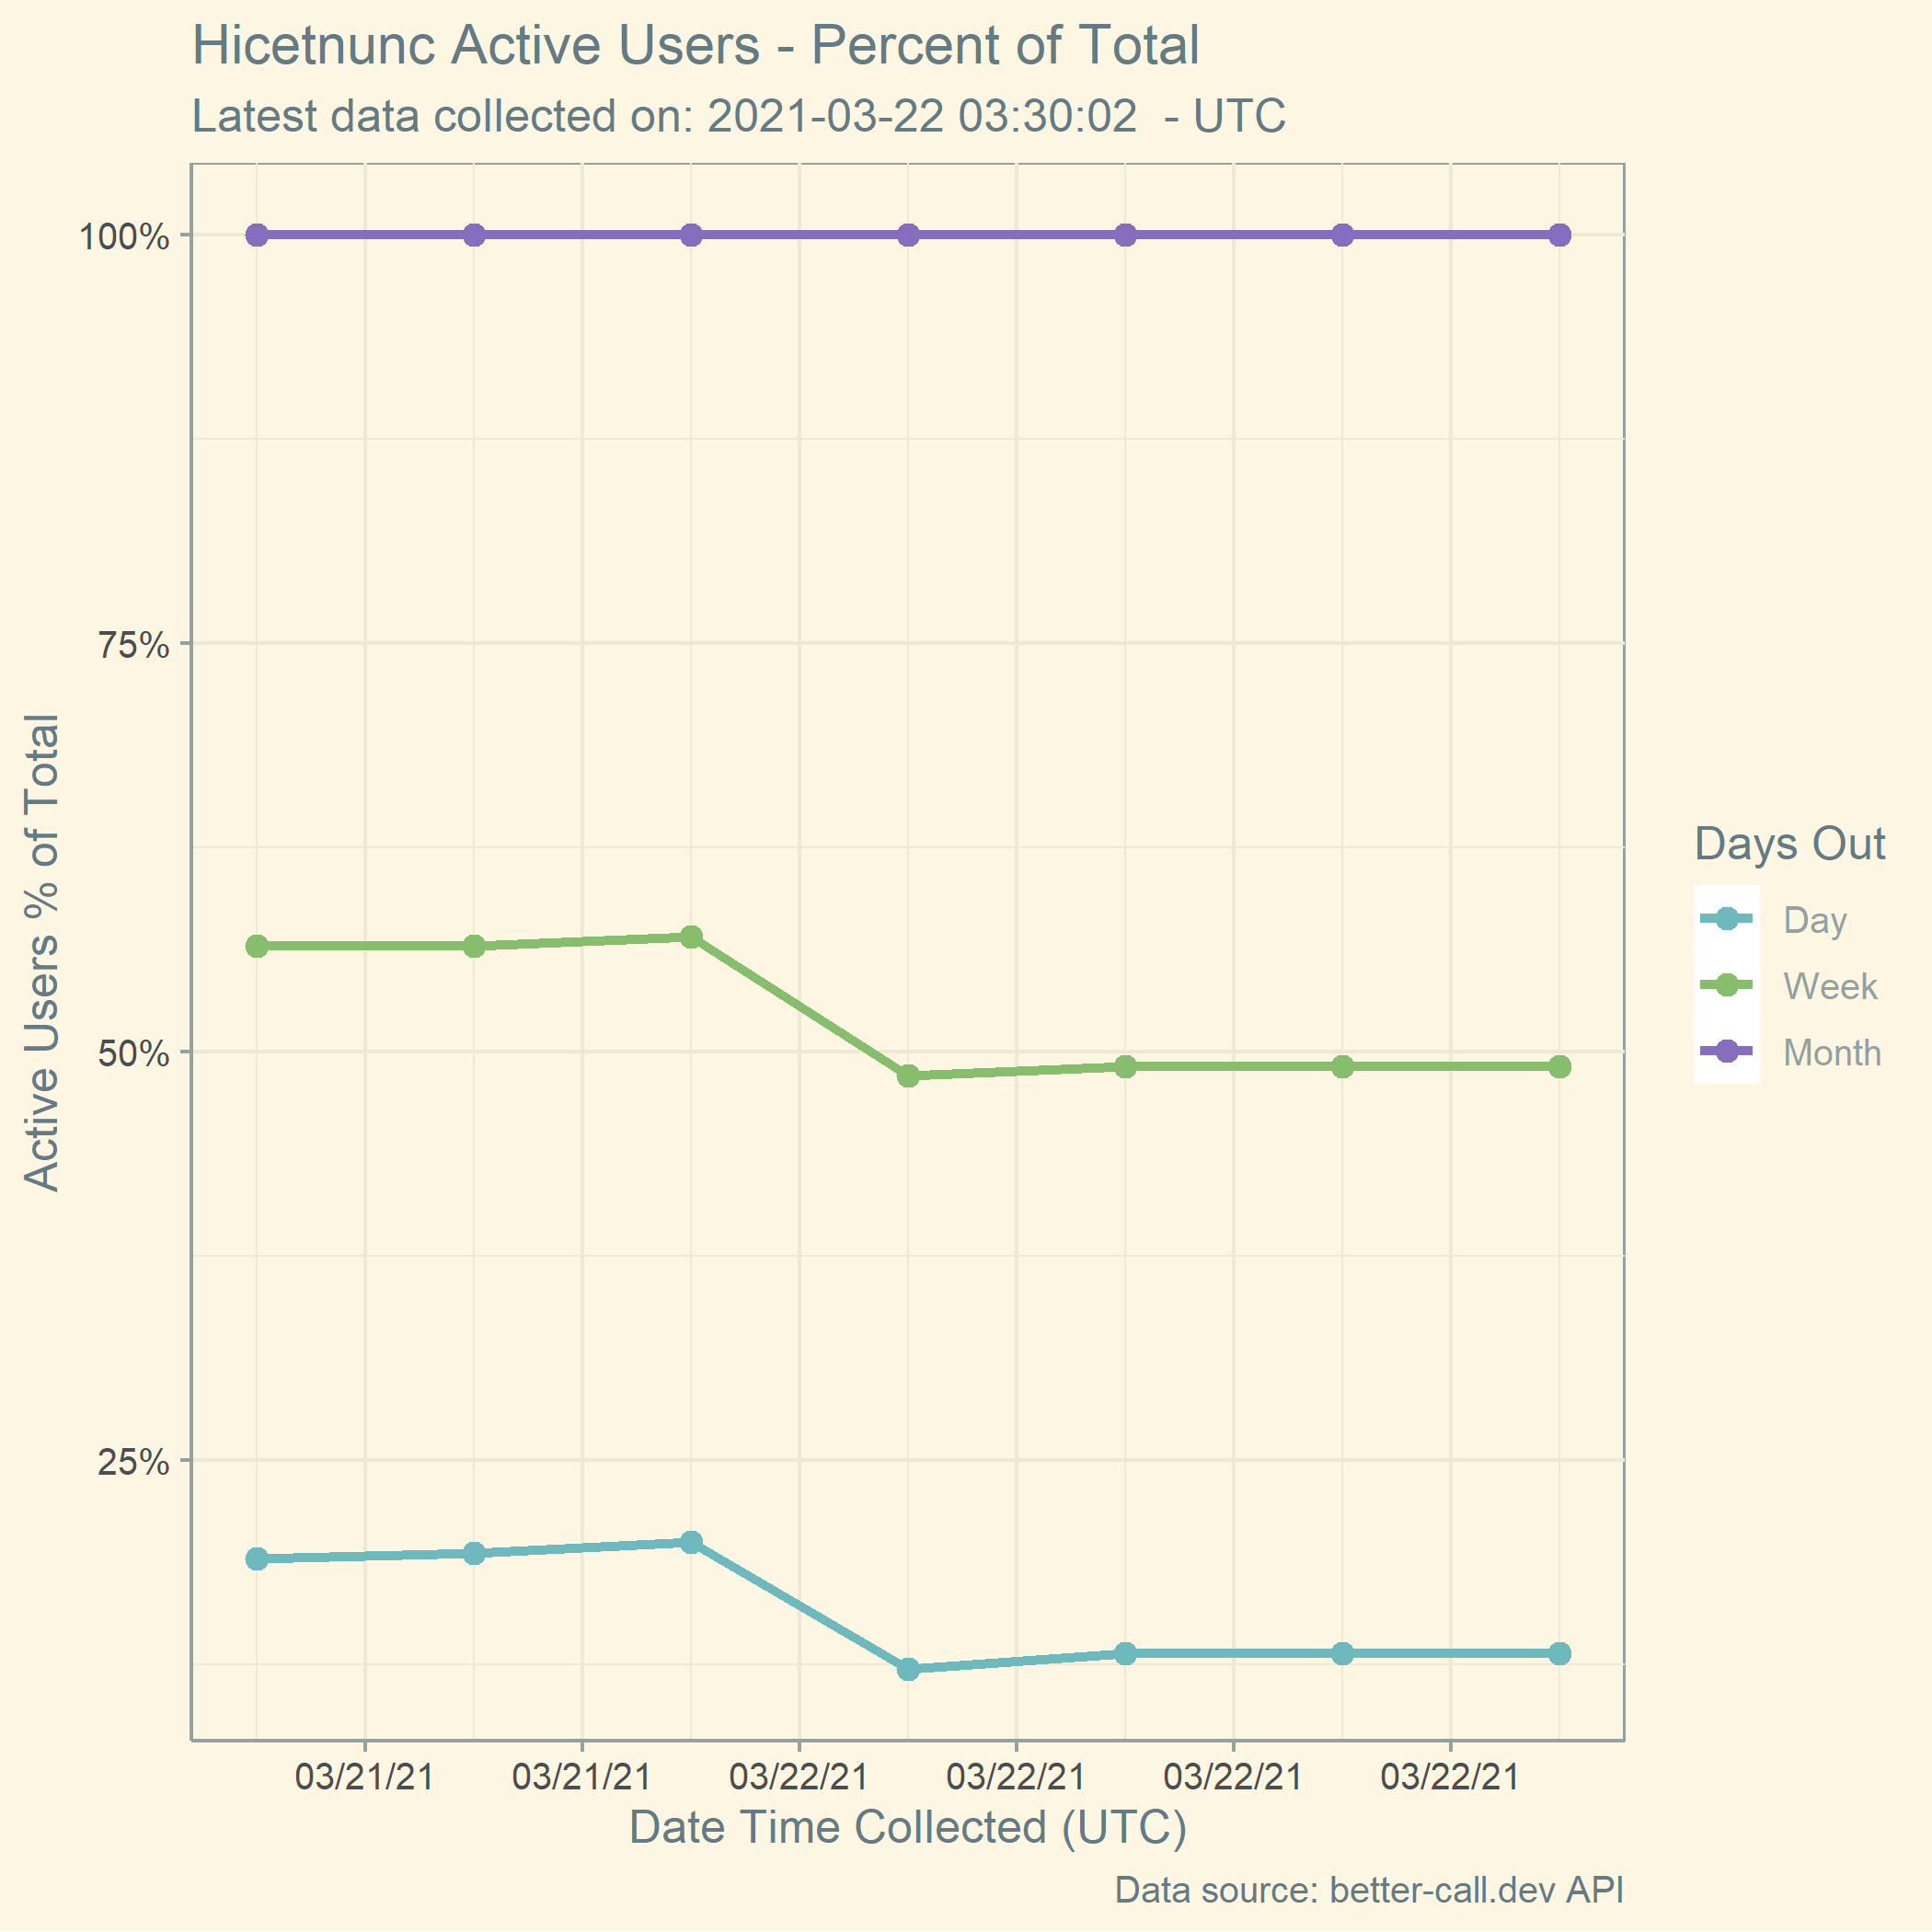 Hicetnunc Active Users - Percent of Total
Latest data collected on: 2021-03-22 03:30:02  - UTC
100%
75%
50%
25%
Active Users % of Total
03/21/21 03/21/21 03/22/21 03/22/21 03/22/21 03/22/21
Date Time Collected (UTC)
Data source: better-call.dev API
Days Out
Day
Week
Month